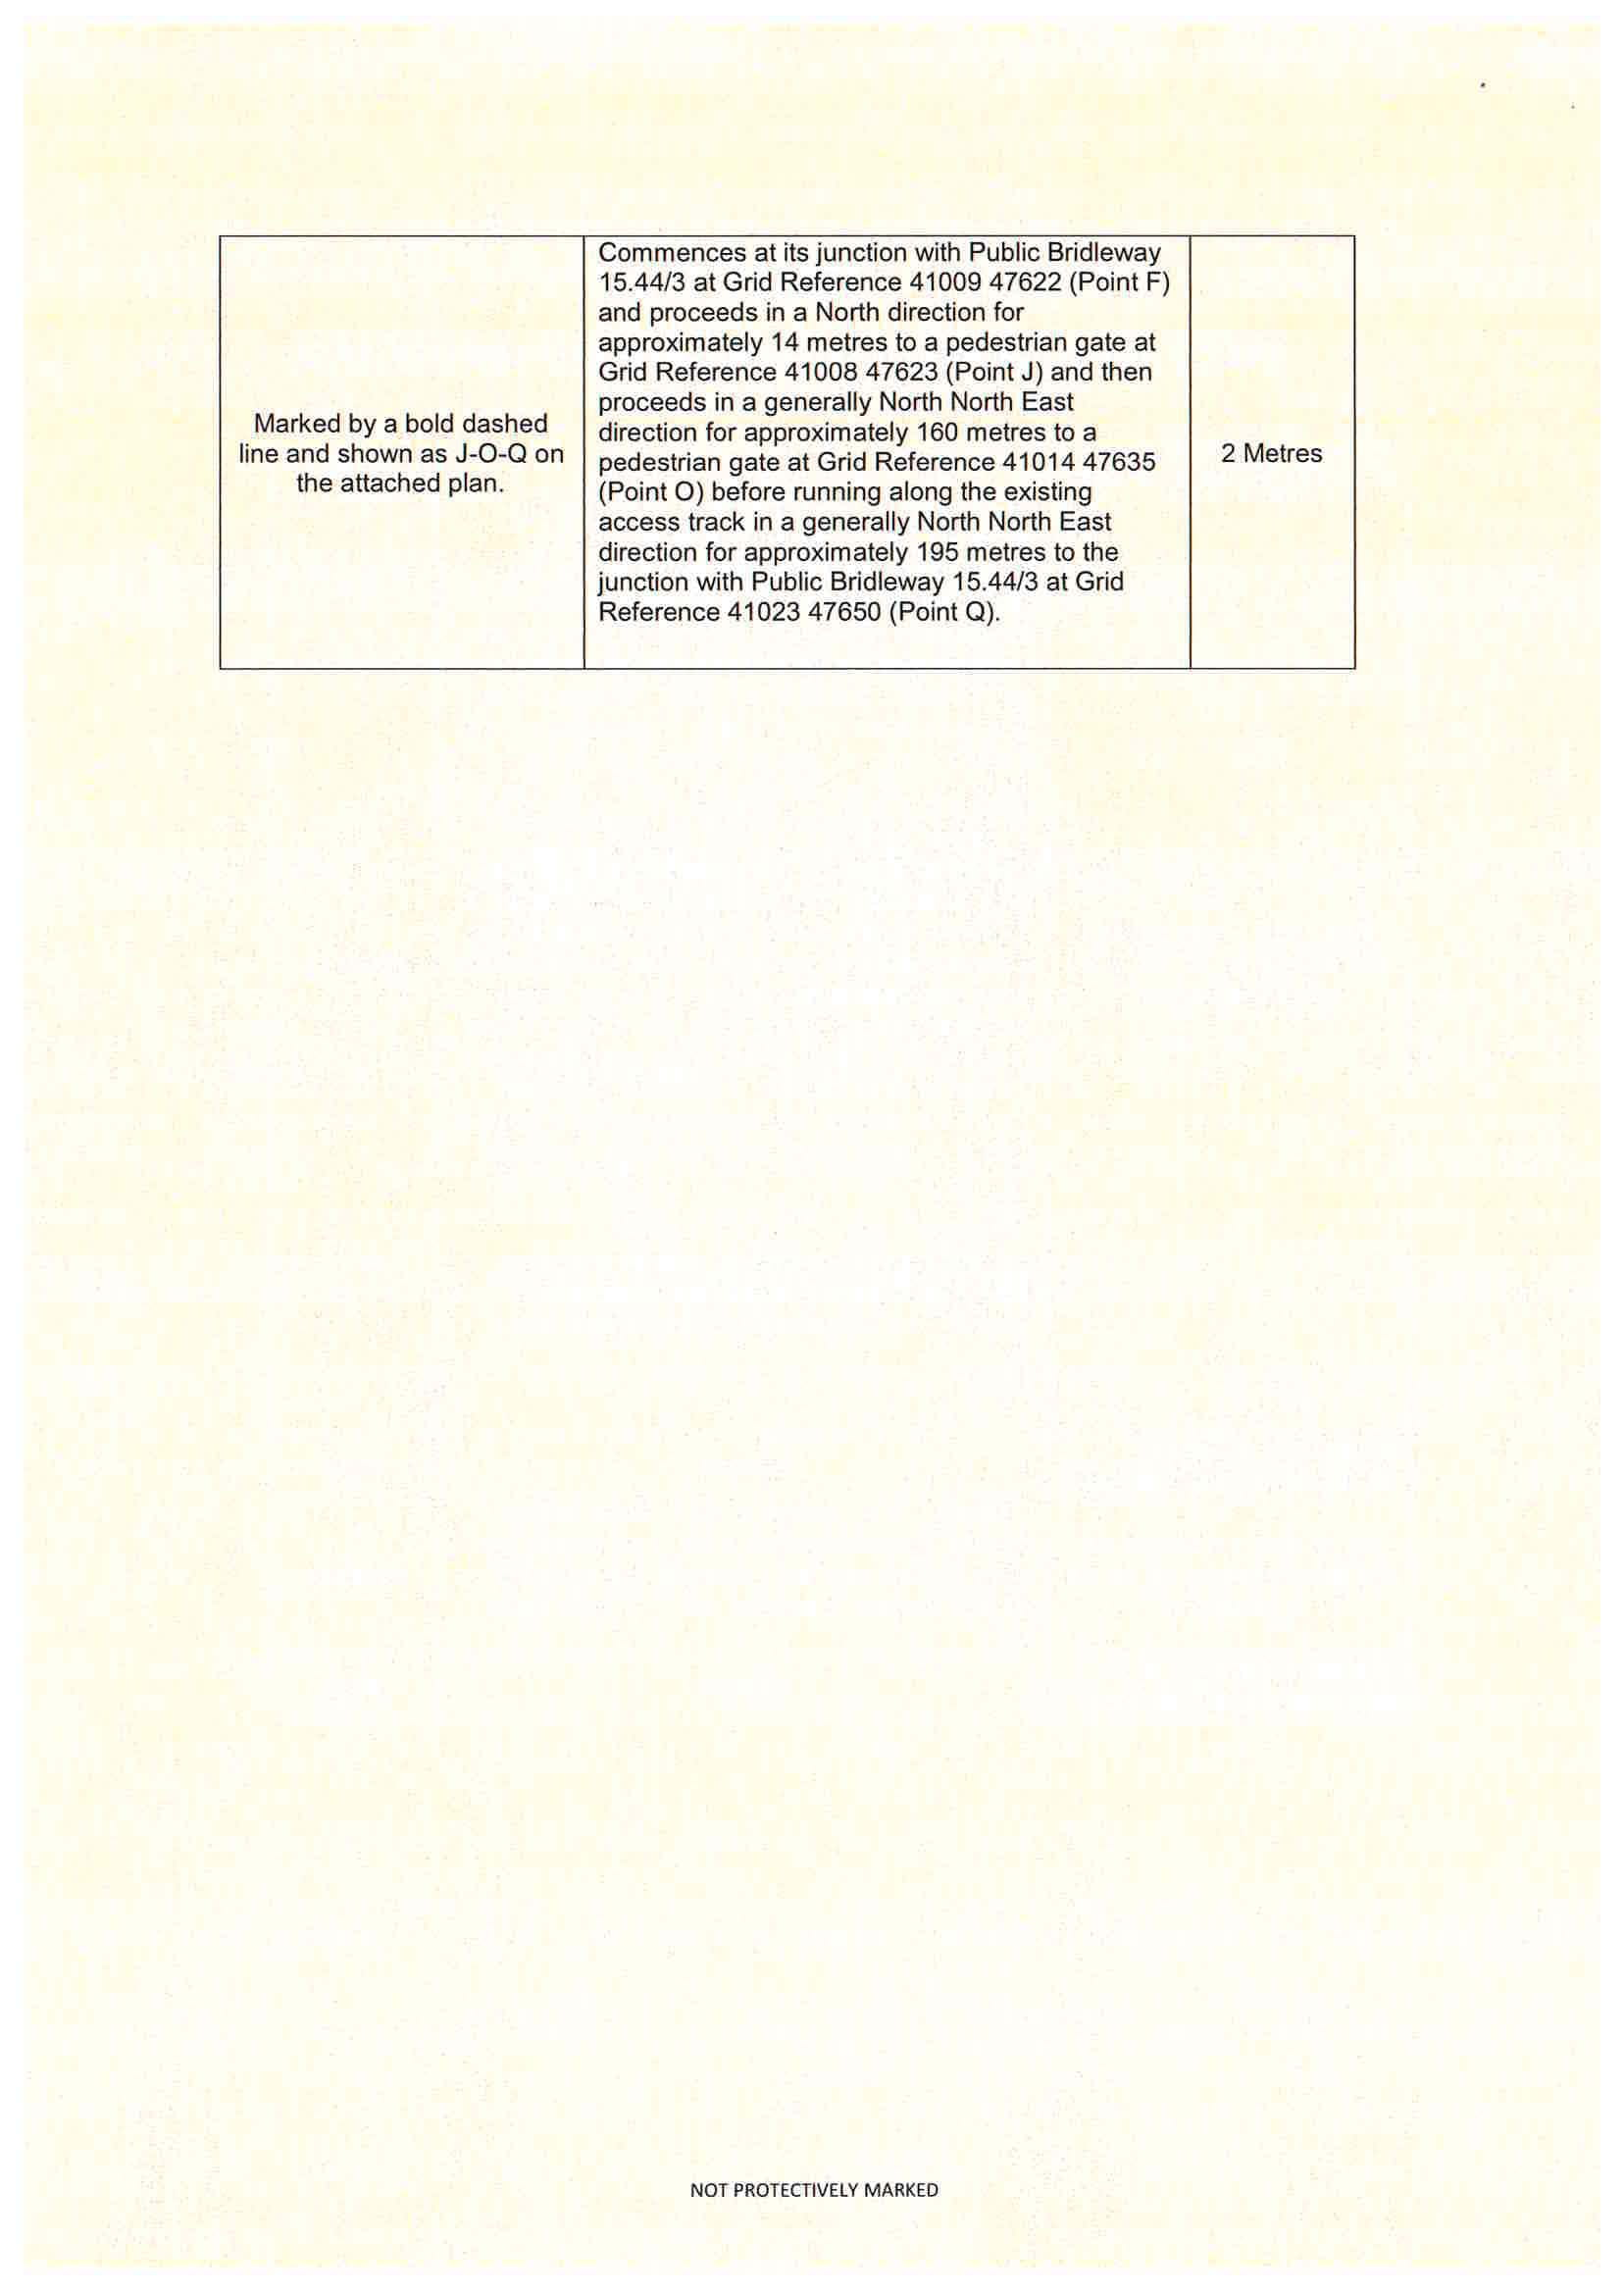 Marked by a bold dashed
line and shown as J-O-Q on
the attached plan.
Commences at its junction with Public Bridleway
15.44/3 at Grid Reference 41009 47622 (Point F)
and proceeds in a North direction for
approximately 14 metres to a pedestrian gate at
Grid Reference 41008 47623 (Point J) and then
proceeds in a generally North North East
direction for approximately 160 metres to a
pedestrian gate at Grid Reference 41014 47635
(Point O) before running along the existing
access track in a generally North North East
direction for approximately 195 metres to the
junction with Public Bridleway 15.44/3 at Grid
Reference 41023 47650 (Point Q).
2 Metres
NOT PROTECTIVELY MARKED